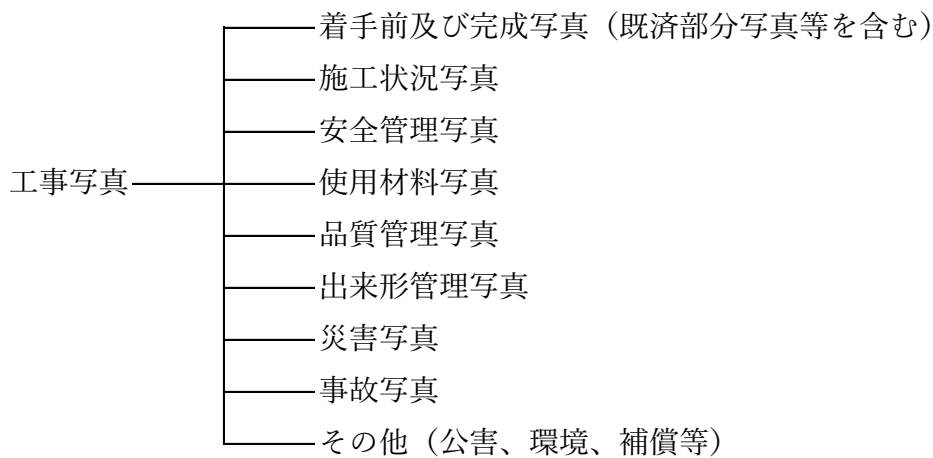 着手前及び完成写真（既済部分写真等を含む）
施工状況写真
安全管理写真
工事写真
使用材料写真
品質管理写真
出来形管理写真
災害写真
事故写真
その他（公害、環境、補償等）